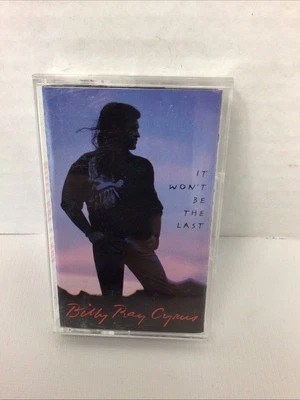 IT
WON'T
BE
THE
LAST
Billy Ray Cyrus